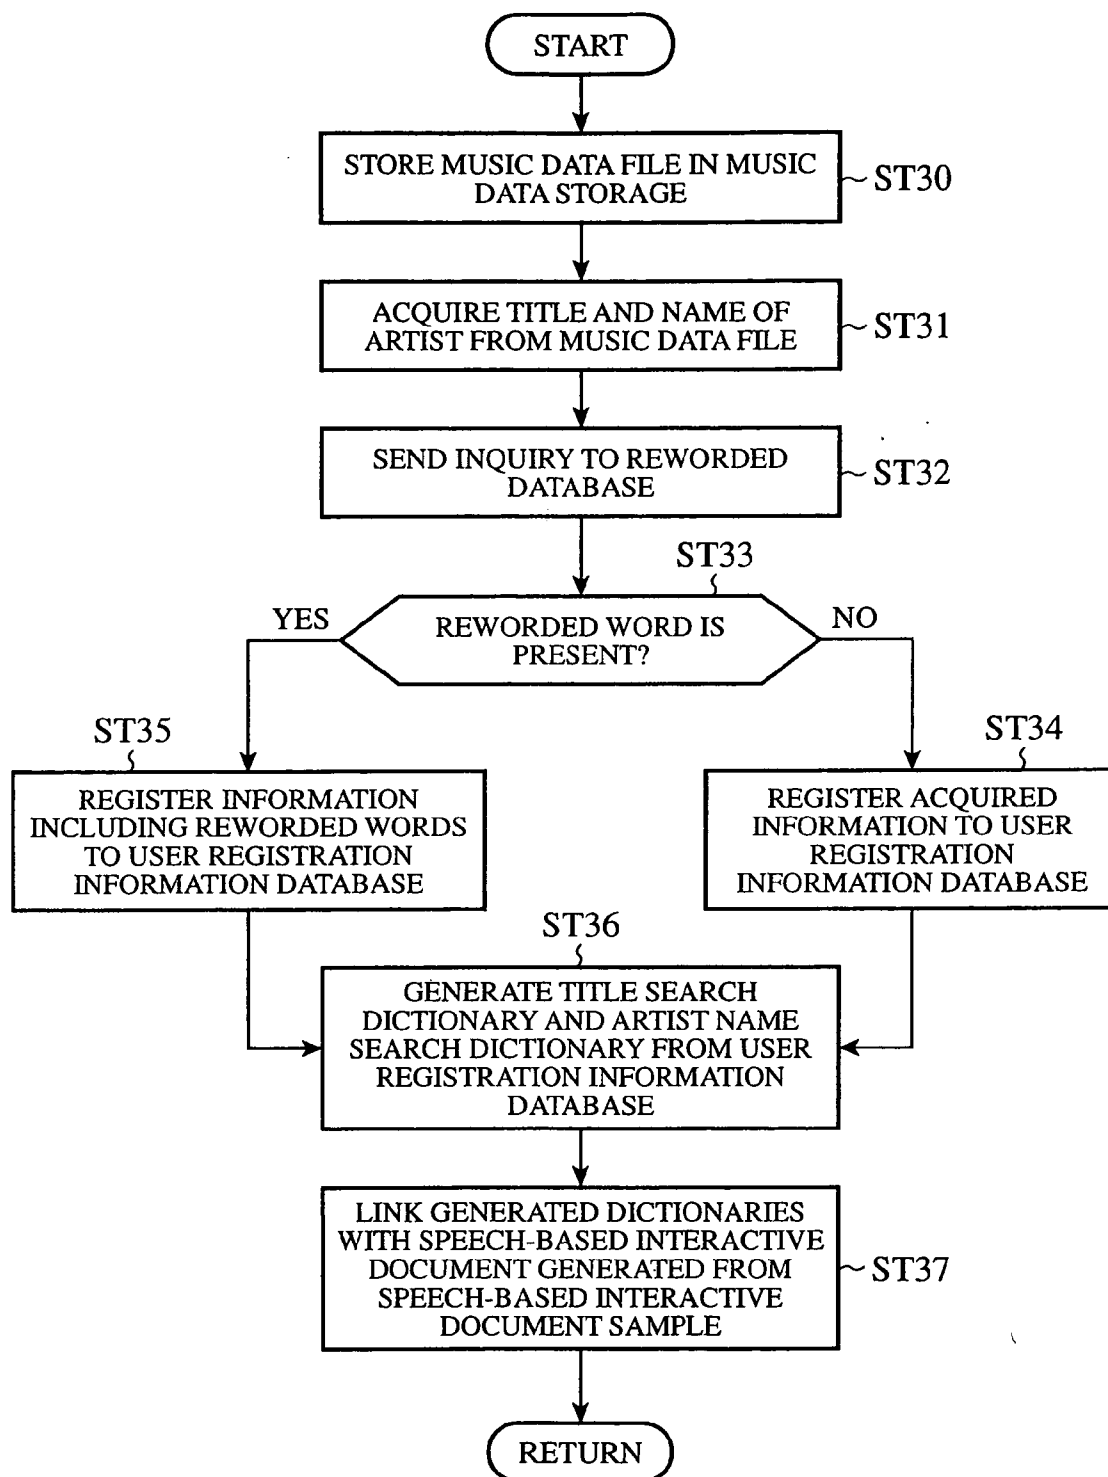 START
STORE MUSIC DATA FILE IN MUSIC
DATA STORAGE
ST30
ACQUIRE TITLE AND NAME OF
ARTIST FROM MUSIC DATA FILE
ST31
SEND INQUIRY TO REWORDED
DATABASE
ST32
ST33
YES
REWORDED WORD IS
PRESENT?
NO
ST35
REGISTER INFORMATION
INCLUDING REWORDED WORDS
TO USER REGISTRATION
INFORMATION DATABASE
ST34
REGISTER ACQUIRED
INFORMATION TO USER
REGISTRATION
INFORMATION DATABASE
ST36
GENERATE TITLE SEARCH
DICTIONARY AND ARTIST NAME
SEARCH DICTIONARY FROM USER
REGISTRATION INFORMATION
DATABASE
LINK GENERATED DICTIONARIES
WITH SPEECH-BASED INTERACTIVE
DOCUMENT GENERATED FROM
SPEECH-BASED INTERACTIVE
DOCUMENT SAMPLE
ST37
RETURN